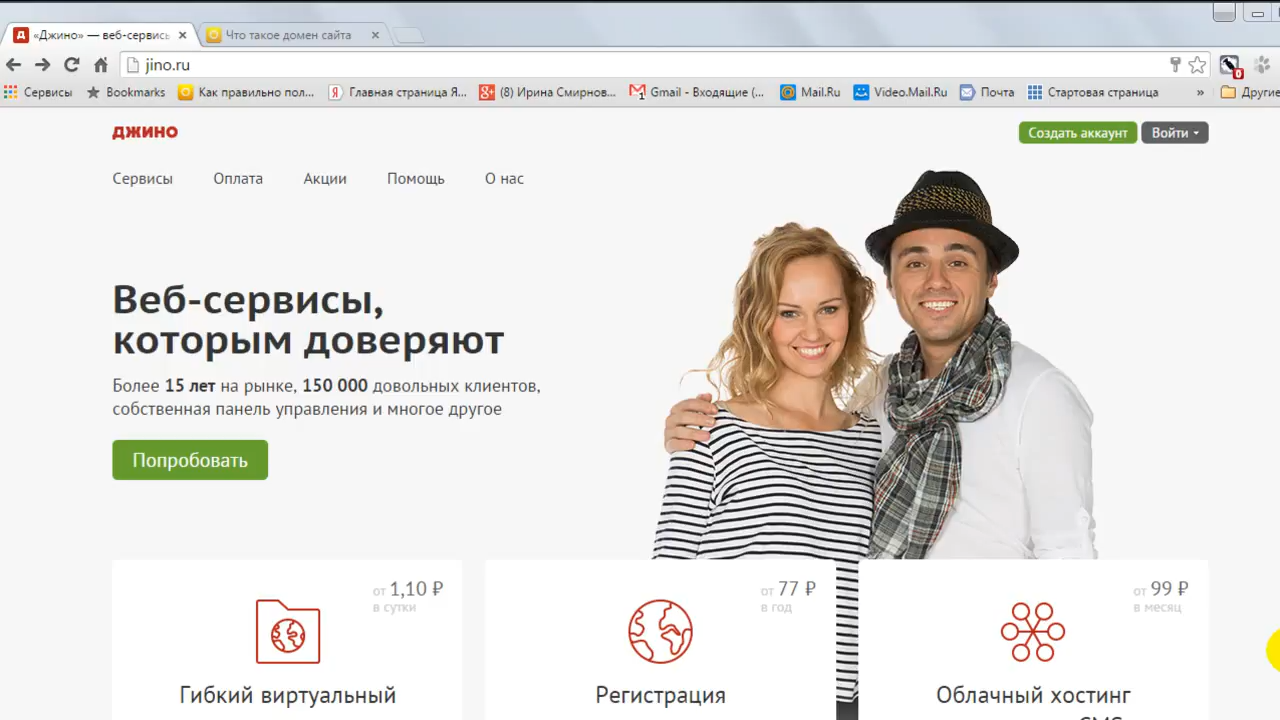 «Джино» — веб-сервисы
Что такое домен сайта
jino.ru
Сервисы
Bookmarks
Как правильно пол...
Главная страница Я...
(8) Ирина Смирнов...
Gmail - Входящие (...
Mail.Ru
Video.Mail.Ru
Почта
Стартовая страница
»
Другие
джино
Создать аккаунт
Войти
Сервисы
Оплата
Акции
Помощь
О нас
Веб-сервисы,
которым доверяют
Более 15 лет на рынке, 150 000 довольных клиентов,
собственная панель управления и многое другое
Попробовать
от 1,10 ₽
в сутки
Гибкий виртуальный
от 77 ₽
в год
Регистрация
от 99 ₽
в месяц
Облачный хостинг